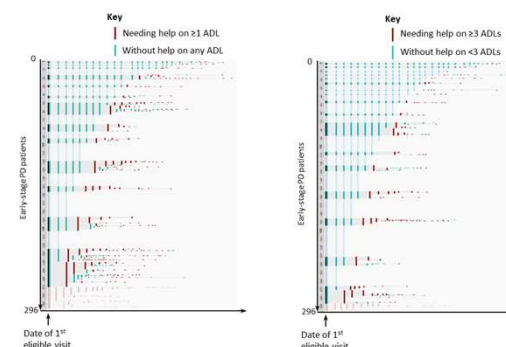 Key
Needing help on ≥1 ADL
Without help on any ADL
0
Early-stage PD patients
296
Date of 1st
eligible visit
Key
Needing help on ≥3 ADLs
Without help on <3 ADLs
0
Early-stage PD patients
296
Date of 1st
eligible visit